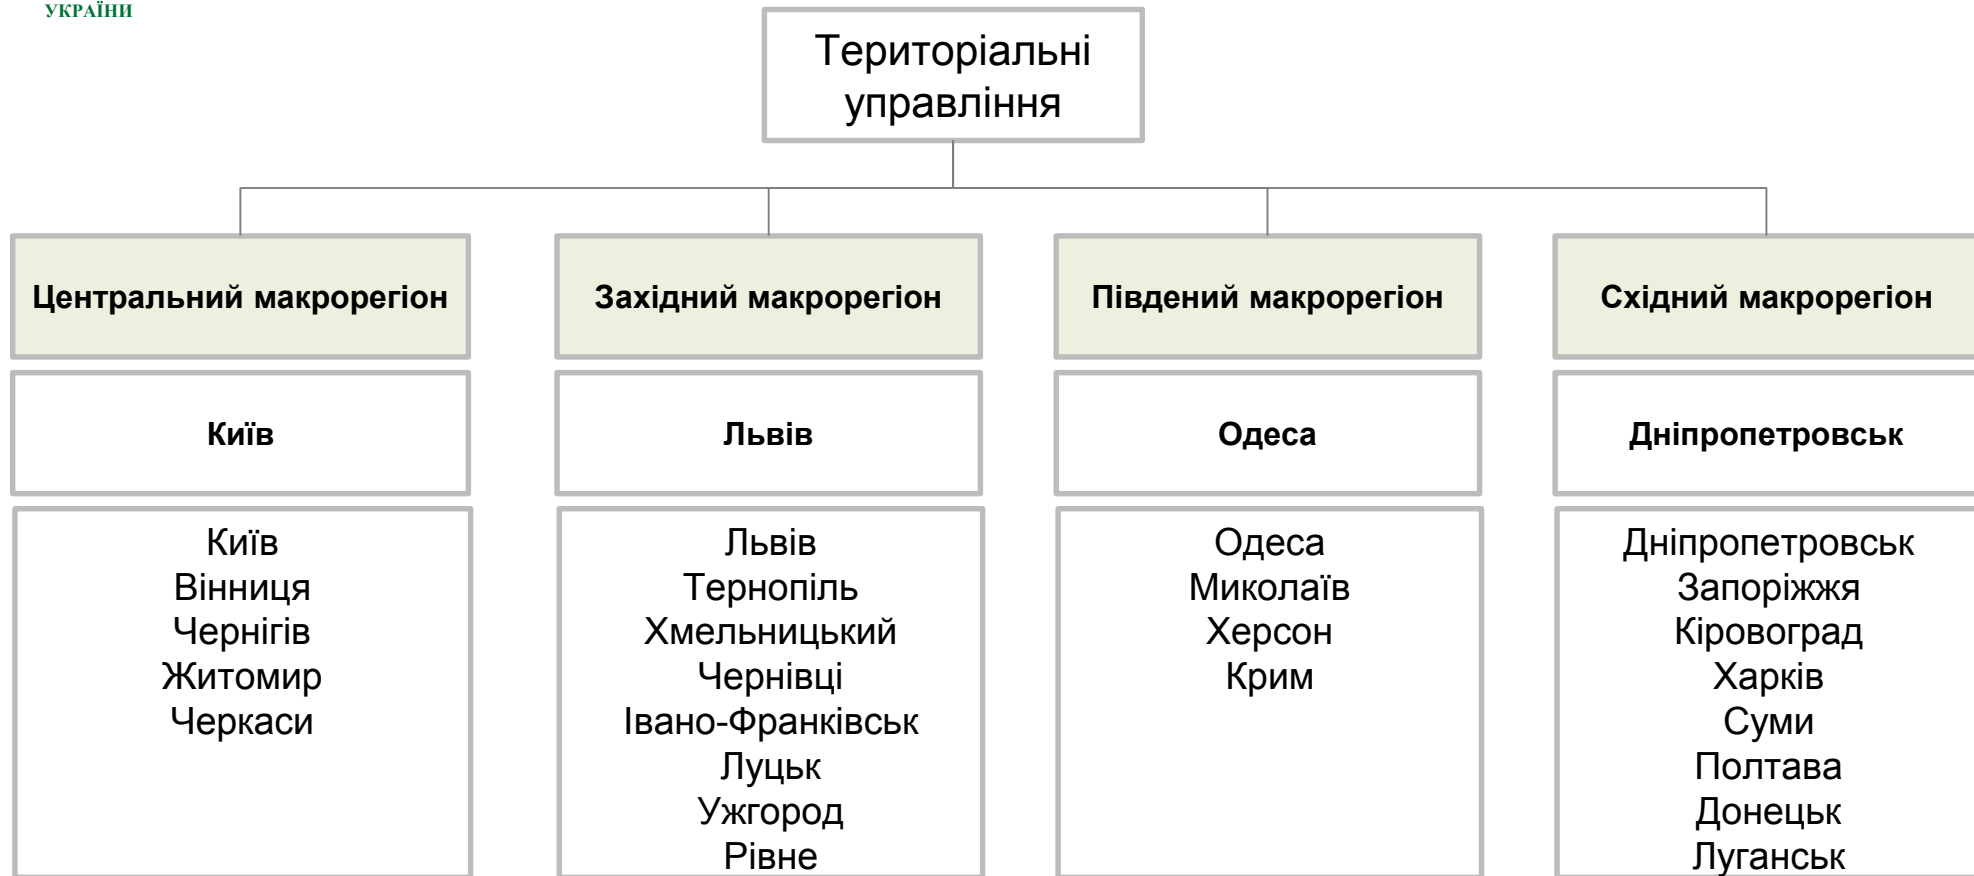 УКРАЇНИ
Територіальні
управління
Центральний макрорегіон
Західний макрорегіон
Південий макрорегіон
Східний макрорегіон
Київ
Львів
Одеса
Дніпропетровськ
Київ
Вінниця
Чернігів
Житомир
Черкаси
Львів
Тернопіль
Хмельницький
Чернівці
Івано-Франківськ
Луцьк
Ужгород
Рівне
Одеса
Миколаїв
Херсон
Крим
Дніпропетровськ
Запоріжжя
Кіровоград
Харків
Суми
Полтава
Донецьк
Луганськ